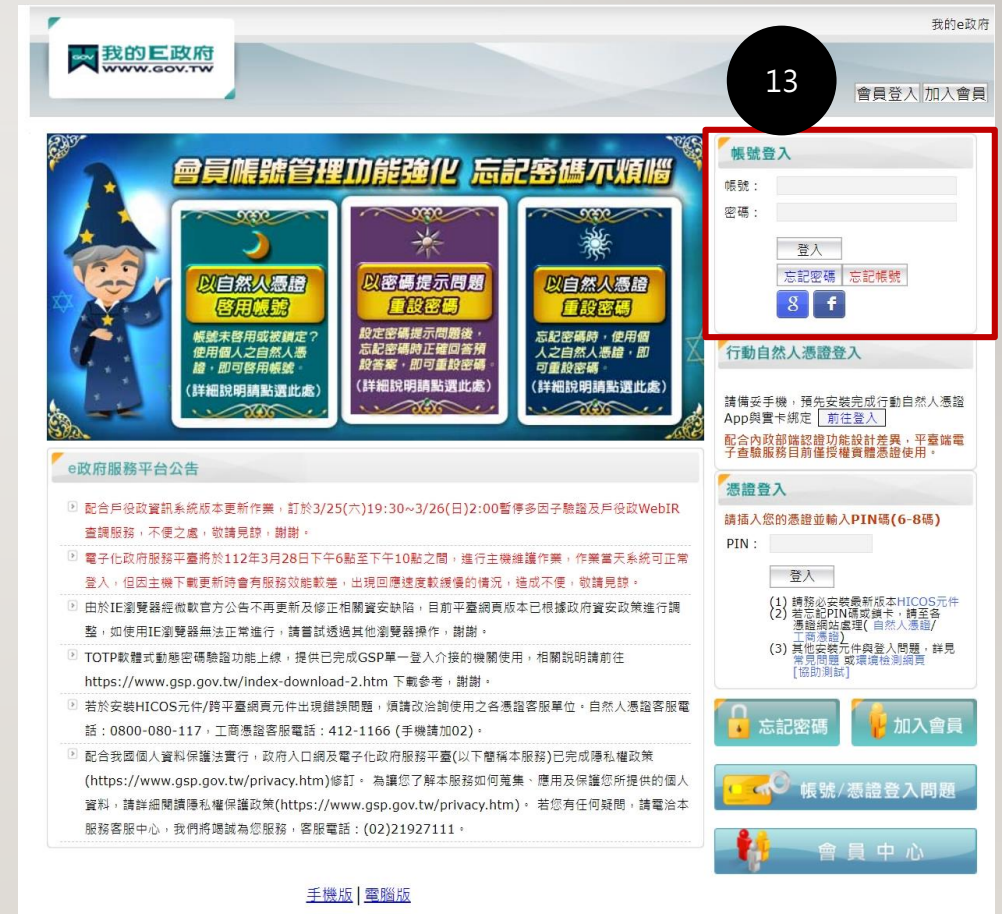 我的e政府
我的E政府
WWW.GOV.TW
13
會員登入 加入會員
會員帳號管理功能強化 忘記密碼不煩惱
以自然人憑證
啓用帳號
帳號未啓用或被鎖定？
使用個人之自然人憑
證，即可啓用帳號。
(詳細說明請點選此處)
以密碼提示問題
重設密碼
設定密碼提示問題後，
忘記密碼時正確回答預
設答案，即可重設密碼。
(詳細說明請點選此處)
以自然人憑證
重設密碼
忘記密碼時，使用個
人之自然人憑證，即
可重設密碼。
(詳細說明請點選此處)
帳號登入
帳號：
密碼：
登入
忘記密碼 忘記帳號
8 f
行動自然人憑證登入
請備妥手機，預先安裝完成行動自然人憑證
App與實卡綁定 前往登入
配合內政部端認證功能設計差異，平臺端電
子查驗服務目前僅授權實體憑證使用。
憑證登入
請插入您的憑證並輸入PIN碼(6-8碼)
PIN：
登入
(1) 請務必安裝最新版本HICOS元件
(2) 若忘記PIN碼或鎖卡，請至各
憑證網站處理( 自然人憑證/
工商憑證)
(3) 其他安裝元件與登入問題，詳見
常見問題 或環境檢測網頁
[協助測試]
忘記密碼
加入會員
帳號/憑證登入問題
會員中心
e政府服務平台公告
配合戶役政資訊系統版本更新作業，訂於3/25(六)19:30~3/26(日)2:00暫停多因子驗證及戶役政WebIR
查調服務，不便之處，敬請見諒，謝謝。
電子化政府服務平臺將於112年3月28日下午6點至下午10點之間，進行主機維護作業，作業當天系統可正常
登入，但因主機下載更新時會有服務效能較差，出現回應速度較緩慢的情況，造成不便，敬請見諒。
由於IE瀏覽器經微軟官方公告不再更新及修正相關資安缺陷，目前平臺網頁版本已根據政府資安政策進行調
整，如使用IE瀏覽器無法正常進行，請嘗試透過其他瀏覽器操作，謝謝。
TOTP軟體式動態密碼驗證功能上線，提供已完成GSP單一登入介接的機關使用，相關說明請前往
https://www.gsp.gov.tw/index-download-2.htm 下載參考，謝謝。
若於安裝HICOS元件/跨平臺網頁元件出現錯誤問題，煩請改洽詢使用之各憑證客服單位。自然人憑證客服電
話：0800-080-117，工商憑證客服電話：412-1166 (手機請加02)。
配合我國個人資料保護法實行，政府入口網及電子化政府服務平臺(以下簡稱本服務)已完成隱私權政策
(https://www.gsp.gov.tw/privacy.htm)修訂。 為讓您了解本服務如何蒐集、應用及保護您所提供的個人
資料，請詳細閱讀隱私權保護政策(https://www.gsp.gov.tw/privacy.htm)。 若您有任何疑問，請電洽本
服務客服中心，我們將竭誠為您服務，客服電話：(02)21927111。
手機版 | 電腦版